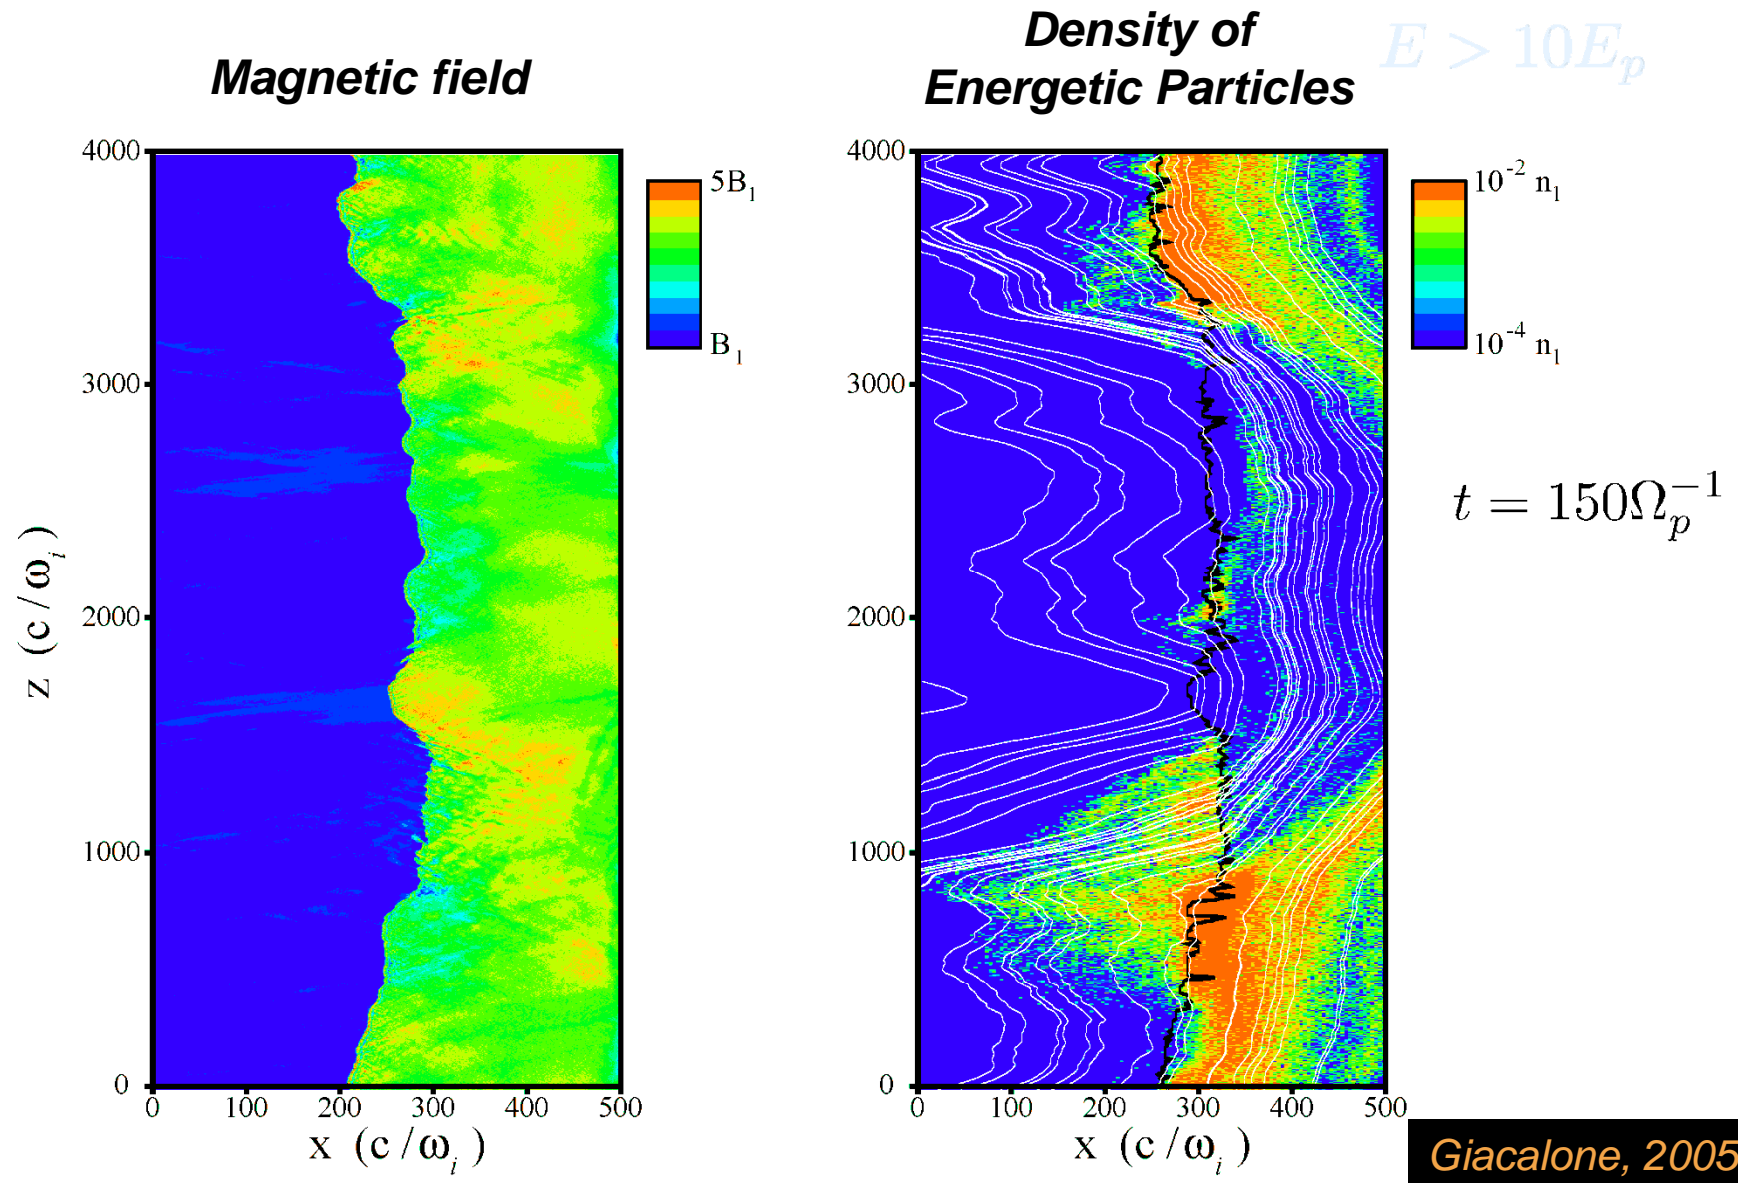 Magnetic field
Density of
Energetic Particles
E > 10E_p
4000
3000
2000
1000
0
0 100 200 300 400 500
z (c/ω_i)
x (c/ω_i)
5B_1
B_1
4000
3000
2000
1000
0
0 100 200 300 400 500
x (c/ω_i)
10^-2 n_1
10^-4 n_1
t = 150Ω_p^-1
Giacalone, 2005